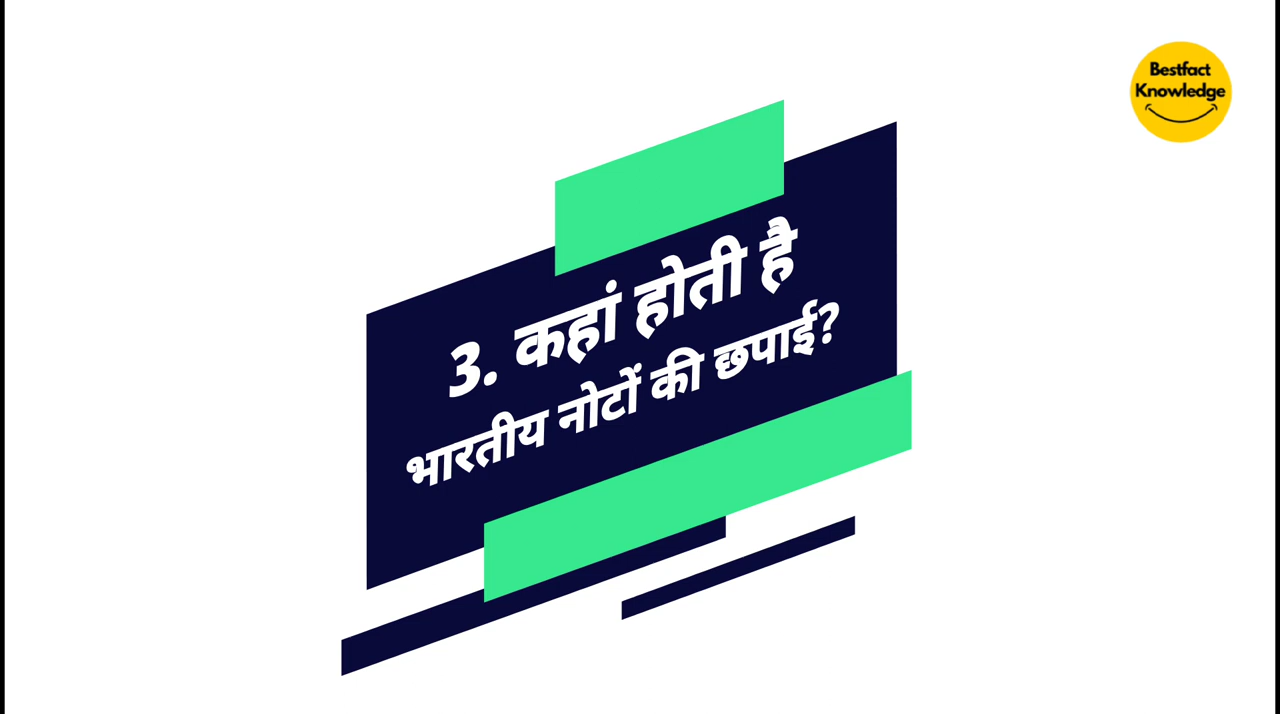 Bestfact
Knowledge
3. कहां होती है
भारतीय नोटों की छपाई?